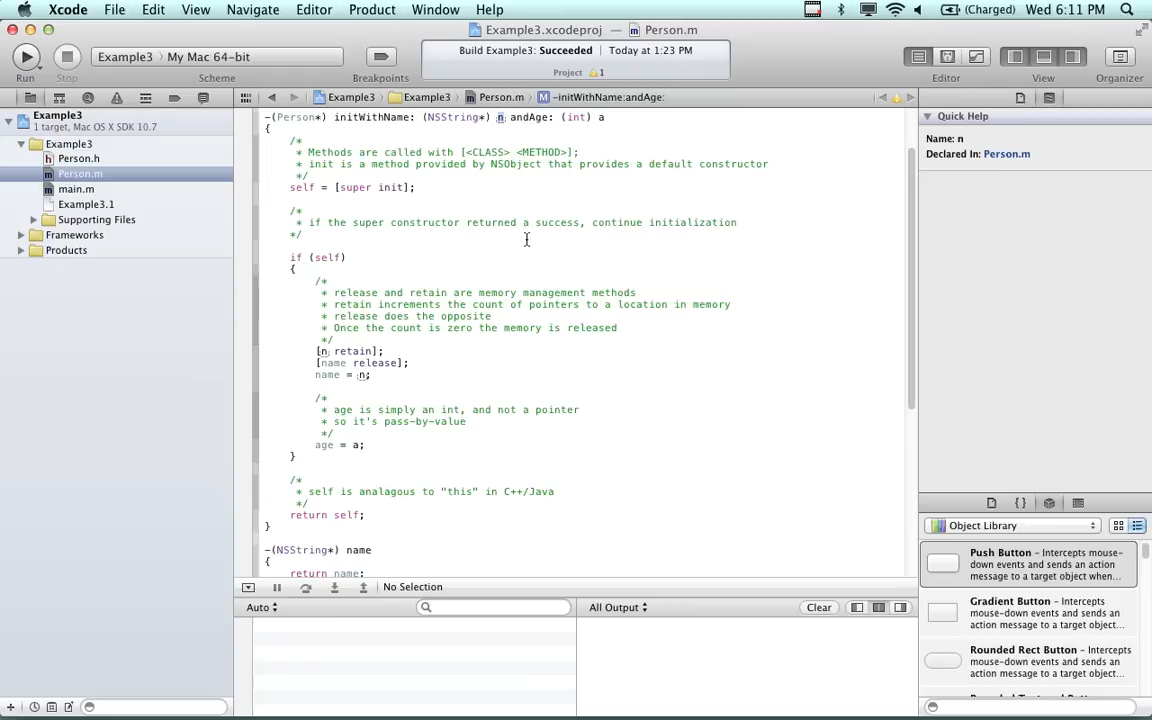 Xcode File Edit View Navigate Editor Product Window Help (Charged) Wed 6:11 PM
Example3.xcodeproj — Person.m
Build Example3: Succeeded | Today at 1:23 PM
Project 1
Example3 My Mac 64-bit
Run Stop Scheme Breakpoints Editor View Organizer
Example3 Example3 Person.m M -initWithName:andAge:
Example3
1 target, Mac OS X SDK 10.7
Example3
Person.h
Person.m
main.m
Example3.1
Supporting Files
Frameworks
Products
-(Person*) initWithName: (NSString*) n andAge: (int) a
{
/*
* Methods are called with [<CLASS> <METHOD>];
* init is a method provided by NSObject that provides a default constructor
*/
self = [super init];
/*
* if the super constructor returned a success, continue initialization
*/
if (self)
{
/*
* release and retain are memory management methods
* retain increments the count of pointers to a location in memory
* release does the opposite
* Once the count is zero the memory is released
*/
[n retain];
[name release];
name = n;
/*
* age is simply an int, and not a pointer
* so it's pass-by-value
*/
age = a;
}
/*
* self is analagous to "this" in C++/Java
*/
return self;
}
-(NSString*) name
{
return name;
No Selection
Auto
All Output
Clear
Quick Help
Name: n
Declared In: Person.m
{ }
Object Library
Push Button – Intercepts mouse-
down events and sends an action
message to a target object when...
Gradient Button – Intercepts
mouse-down events and sends an
action message to a target object...
Rounded Rect Button – Intercepts
mouse-down events and sends an
action message to a target object...